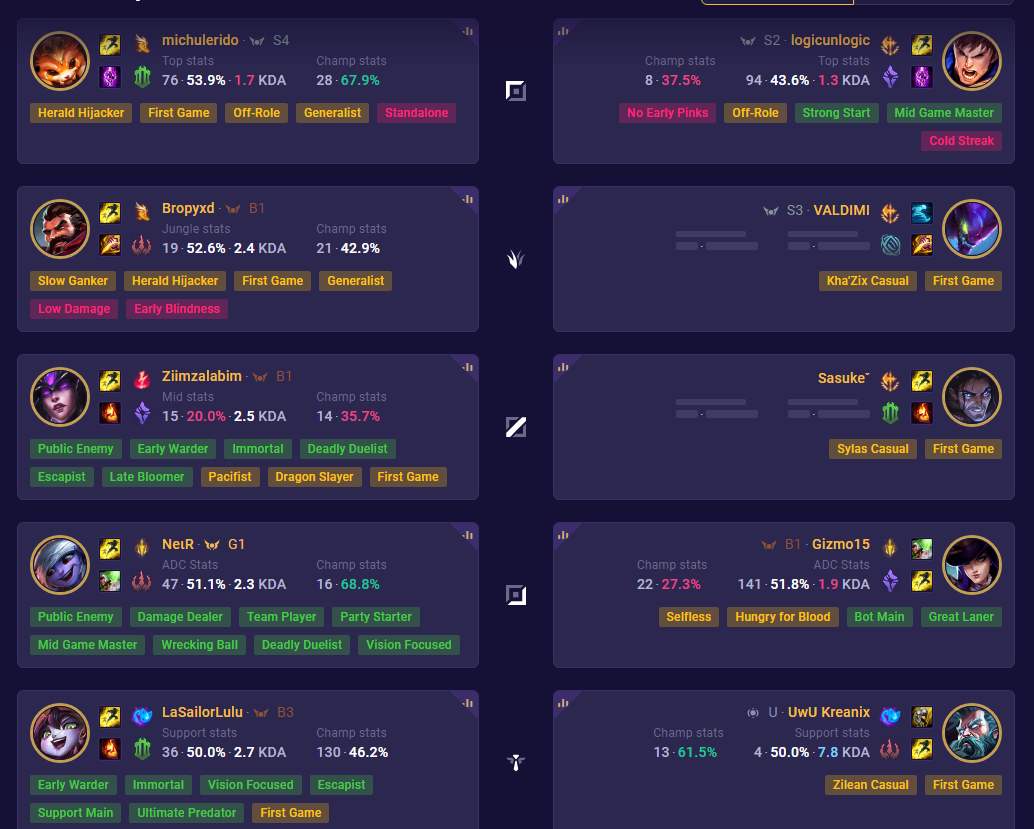 michulerido · S4
Top stats Champ stats
76 · 53.9% · 1.7 KDA 28 · 67.9%
Herald Hijacker First Game Off-Role Generalist Standalone
S2 · logicunlogic
Champ stats Top stats
8 · 37.5% 94 · 43.6% · 1.3 KDA
No Early Pinks Off-Role Strong Start Mid Game Master
Cold Streak
Bropyxd · B1
Jungle stats Champ stats
19 · 52.6% · 2.4 KDA 21 · 42.9%
Slow Ganker Herald Hijacker First Game Generalist
Low Damage Early Blindness
S3 · VALDIMI
Kha'Zix Casual First Game
Ziimzalabim · B1
Mid stats Champ stats
15 · 20.0% · 2.5 KDA 14 · 35.7%
Public Enemy Early Warder Immortal Deadly Duelist
Escapist Late Bloomer Pacifist Dragon Slayer First Game
Sasukeˇ
Sylas Casual First Game
NeɩR · G1
ADC Stats Champ stats
47 · 51.1% · 2.3 KDA 16 · 68.8%
Public Enemy Damage Dealer Team Player Party Starter
Mid Game Master Wrecking Ball Deadly Duelist Vision Focused
B1 · Gizmo15
Champ stats ADC Stats
22 · 27.3% 141 · 51.8% · 1.9 KDA
Selfless Hungry for Blood Bot Main Great Laner
LaSailorLulu · B3
Support stats Champ stats
36 · 50.0% · 2.7 KDA 130 · 46.2%
Early Warder Immortal Vision Focused Escapist
Support Main Ultimate Predator First Game
U · UwU Kreanix
Champ stats Support stats
13 · 61.5% 4 · 50.0% · 7.8 KDA
Zilean Casual First Game